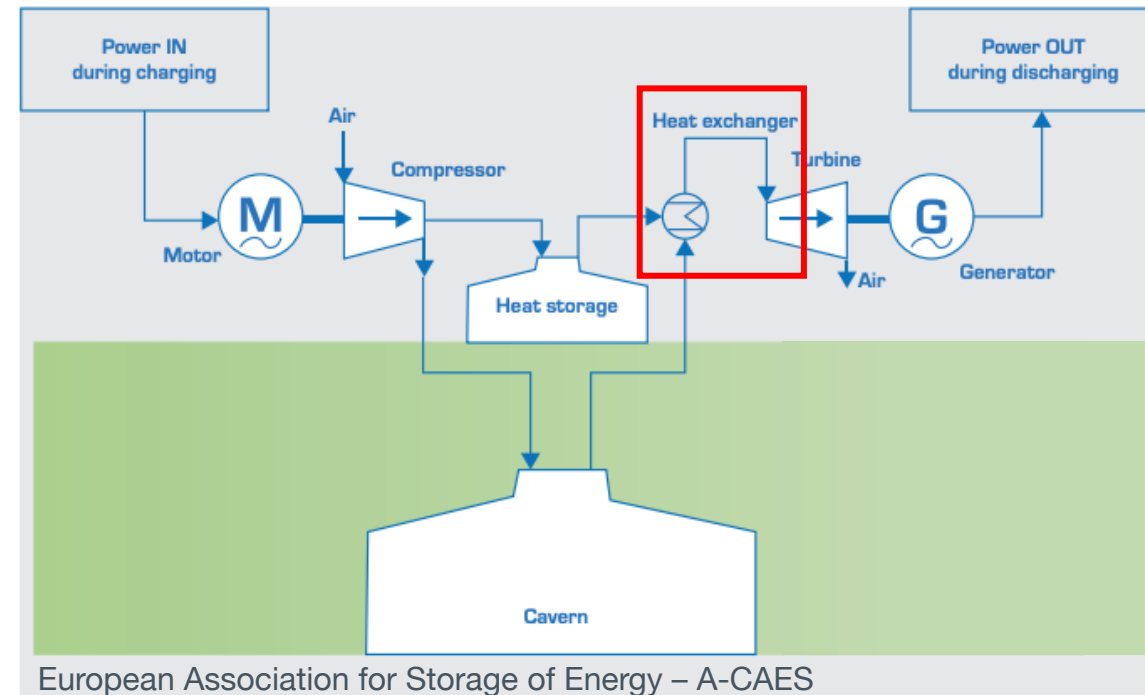 Power IN
during charging
Power OUT
during discharging
Air
Heat exchanger
Compressor
Turbine
M
G
Motor
Air
Generator
Heat storage
Cavern
European Association for Storage of Energy – A-CAES